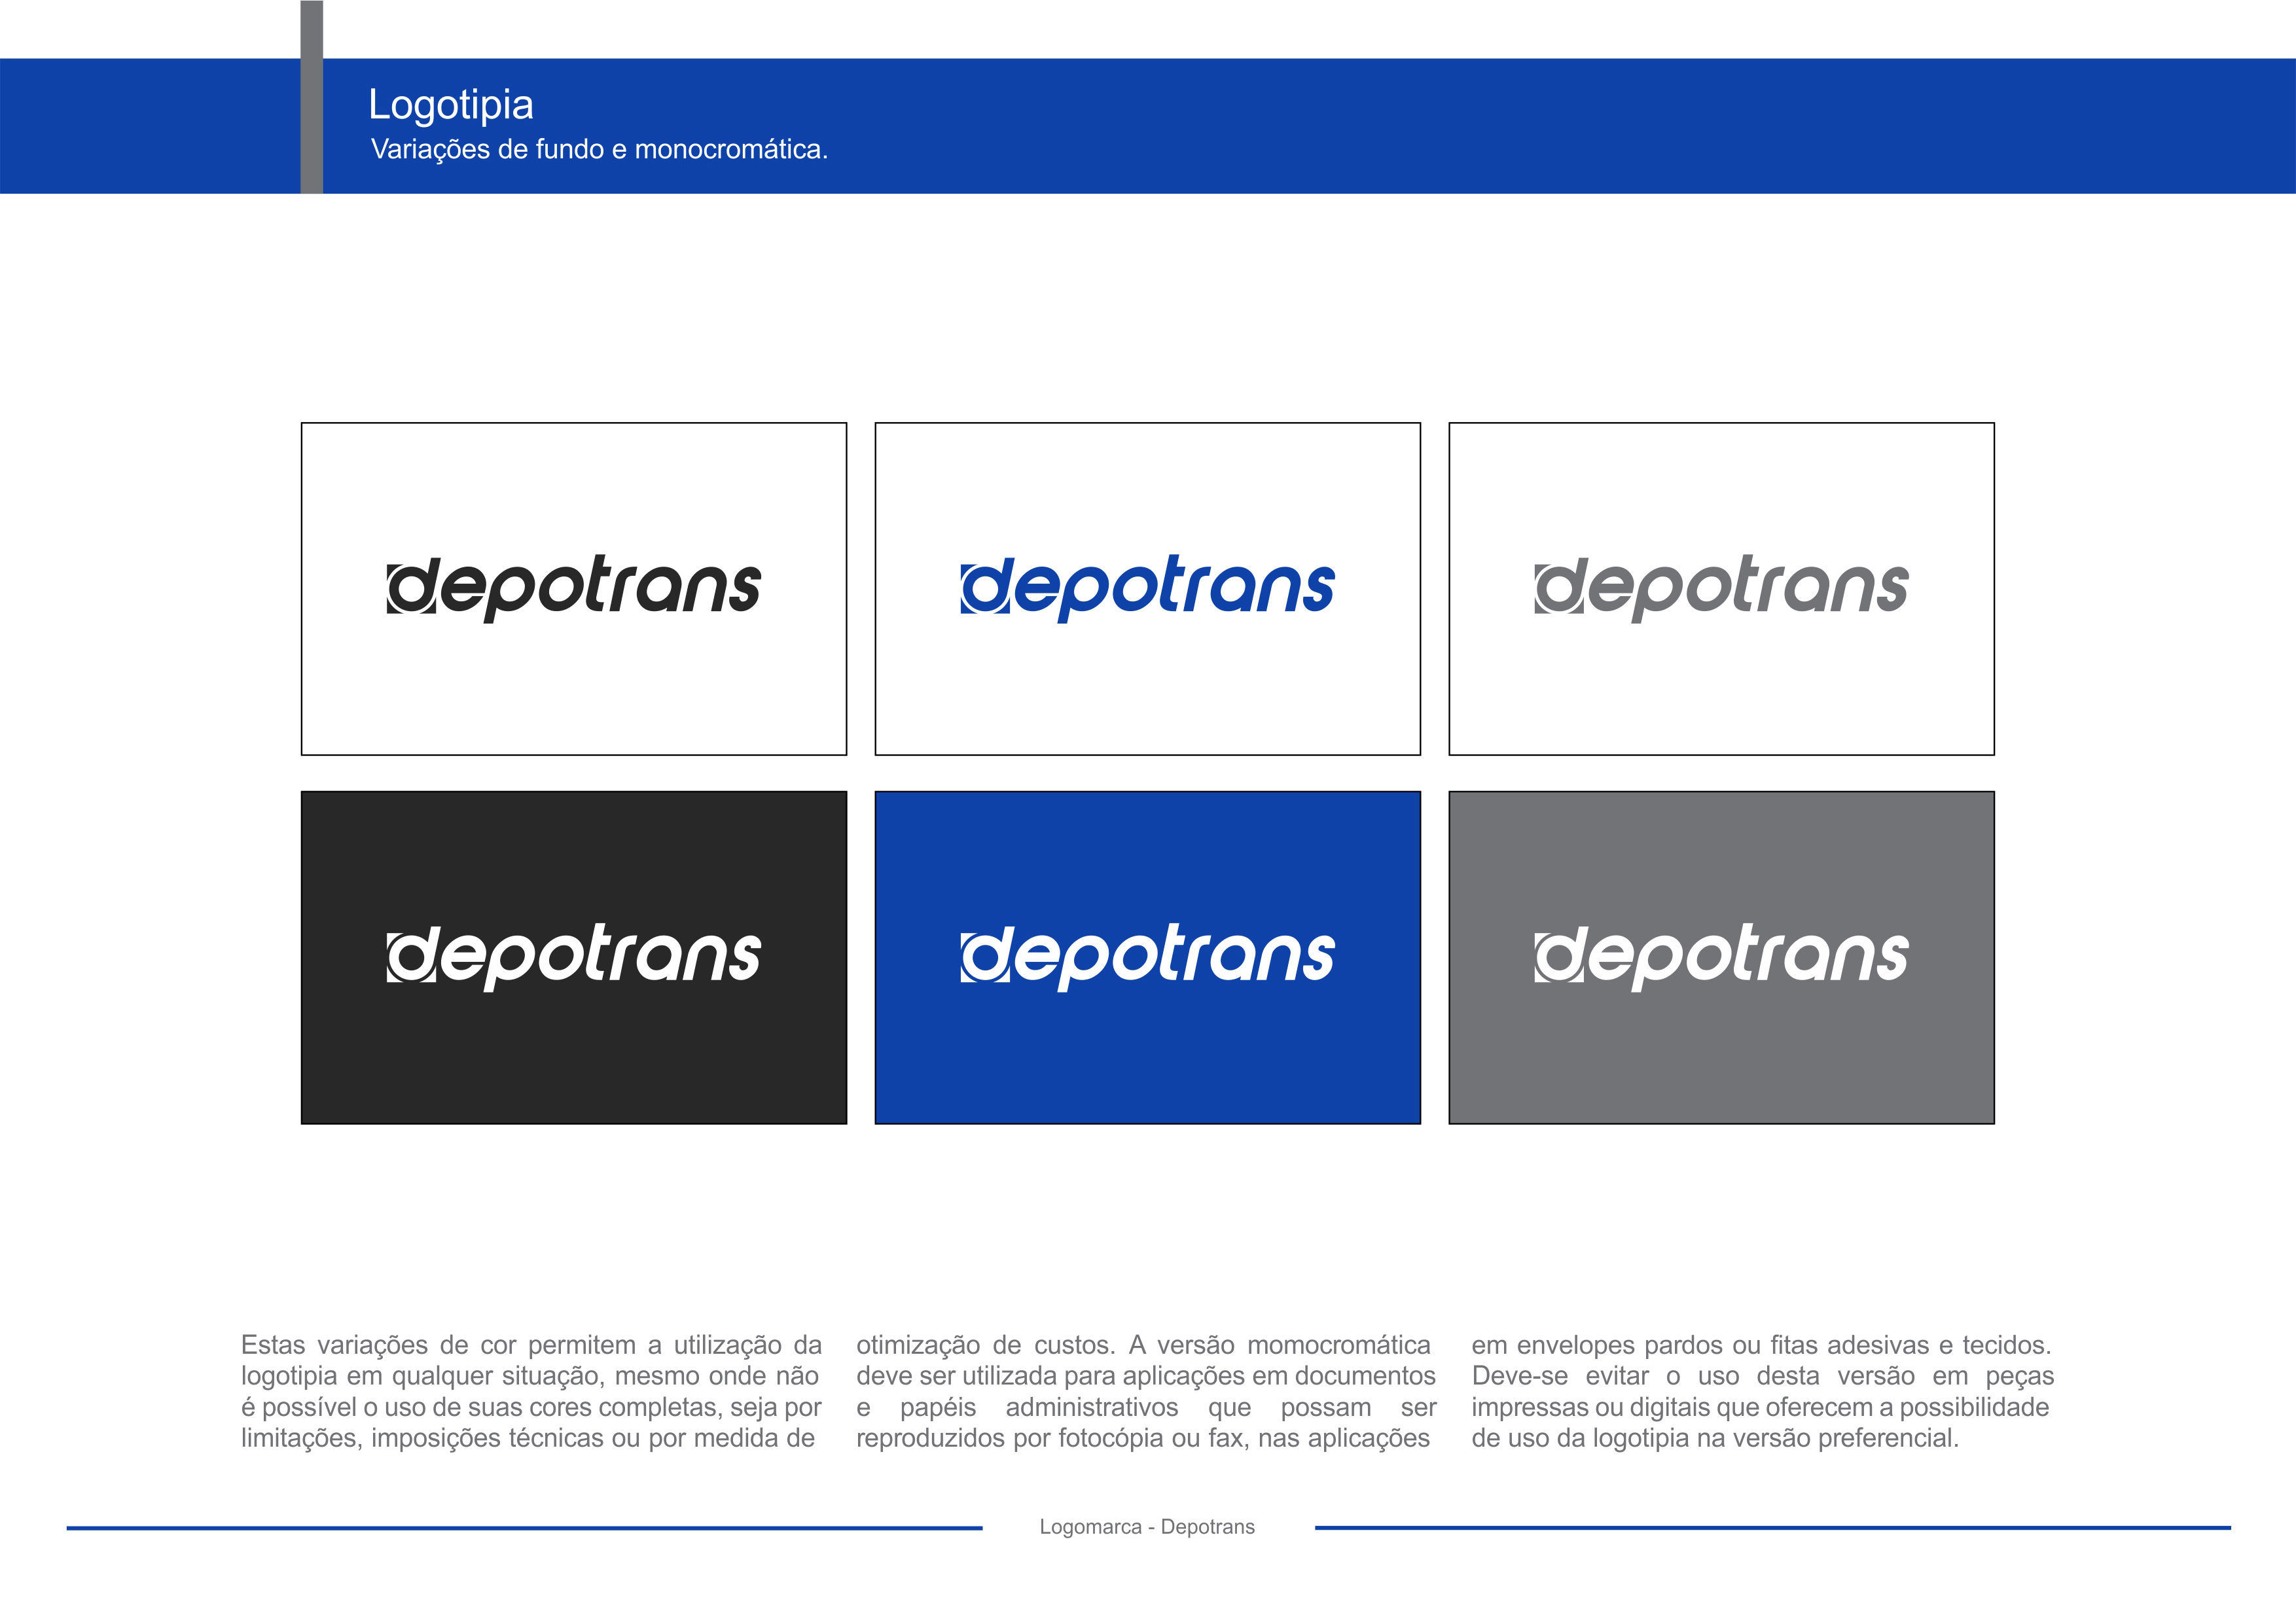 Logotipia
Variações de fundo e monocromática.
depotrans
depotrans
depotrans
depotrans
depotrans
depotrans
Estas variações de cor permitem a utilização da
logotipia em qualquer situação, mesmo onde não
é possível o uso de suas cores completas, seja por
limitações, imposições técnicas ou por medida de
otimização de custos. A versão momocromática
deve ser utilizada para aplicações em documentos
e papéis administrativos que possam ser
reproduzidos por fotocópia ou fax, nas aplicações
em envelopes pardos ou fitas adesivas e tecidos.
Deve-se evitar o uso desta versão em peças
impressas ou digitais que oferecem a possibilidade
de uso da logotipia na versão preferencial.
Logomarca - Depotrans